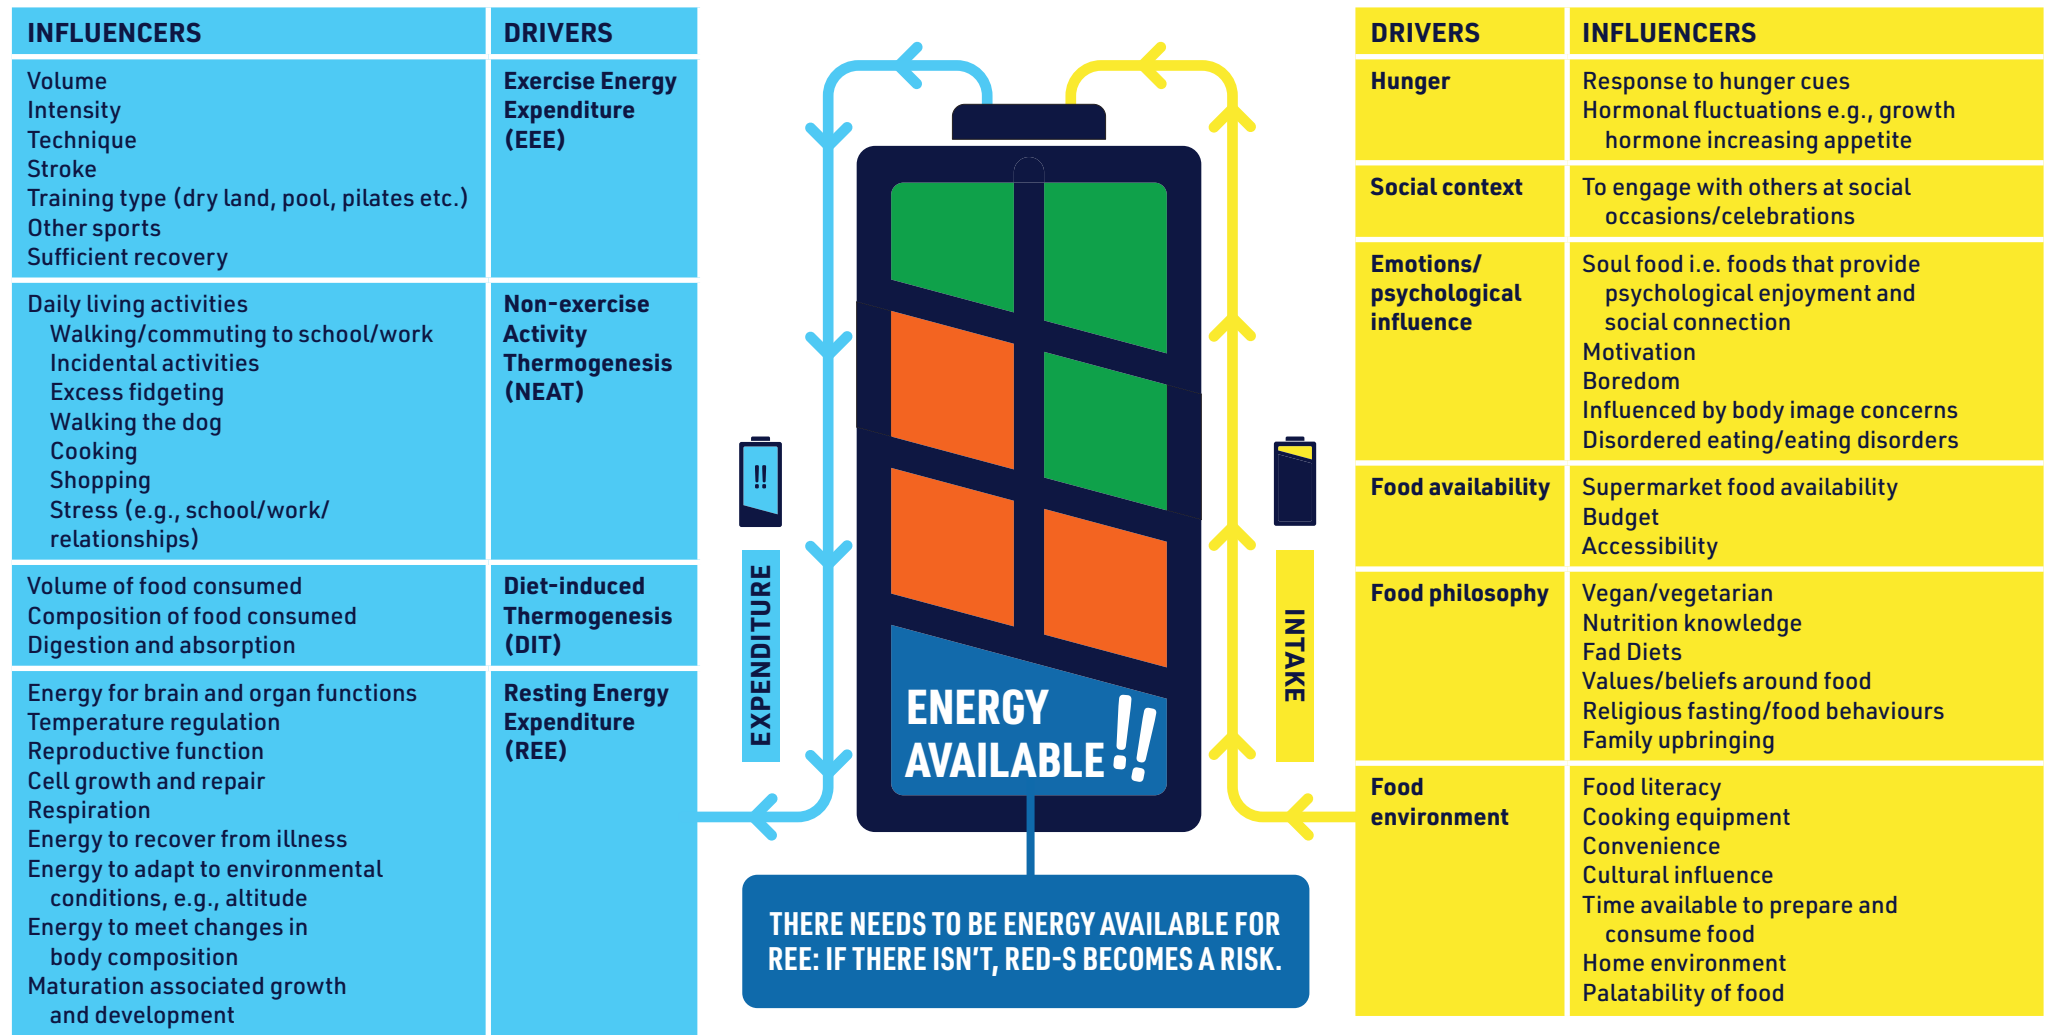 INFLUENCERS
DRIVERS
Volume
Intensity
Technique
Stroke
Training type (dry land, pool, pilates etc.)
Other sports
Sufficient recovery
Exercise Energy
Expenditure
(EEE)
Daily living activities
Walking/commuting to school/work
Incidental activities
Excess fidgeting
Walking the dog
Cooking
Shopping
Stress (e.g., school/work/
relationships)
Non-exercise
Activity
Thermogenesis
(NEAT)
Volume of food consumed
Composition of food consumed
Digestion and absorption
Diet-induced
Thermogenesis
(DIT)
Energy for brain and organ functions
Temperature regulation
Reproductive function
Cell growth and repair
Respiration
Energy to recover from illness
Energy to adapt to environmental
conditions, e.g., altitude
Energy to meet changes in
body composition
Maturation associated growth
and development
Resting Energy
Expenditure
(REE)
!!
EXPENDITURE
ENERGY
AVAILABLE!!
THERE NEEDS TO BE ENERGY AVAILABLE FOR
REE: IF THERE ISN'T, RED-S BECOMES A RISK.
INTAKE
DRIVERS
INFLUENCERS
Hunger
Response to hunger cues
Hormonal fluctuations e.g., growth
hormone increasing appetite
Social context
To engage with others at social
occasions/celebrations
Emotions/
psychological
influence
Soul food i.e. foods that provide
psychological enjoyment and
social connection
Motivation
Boredom
Influenced by body image concerns
Disordered eating/eating disorders
Food availability
Supermarket food availability
Budget
Accessibility
Food philosophy
Vegan/vegetarian
Nutrition knowledge
Fad Diets
Values/beliefs around food
Religious fasting/food behaviours
Family upbringing
Food
environment
Food literacy
Cooking equipment
Convenience
Cultural influence
Time available to prepare and
consume food
Home environment
Palatability of food